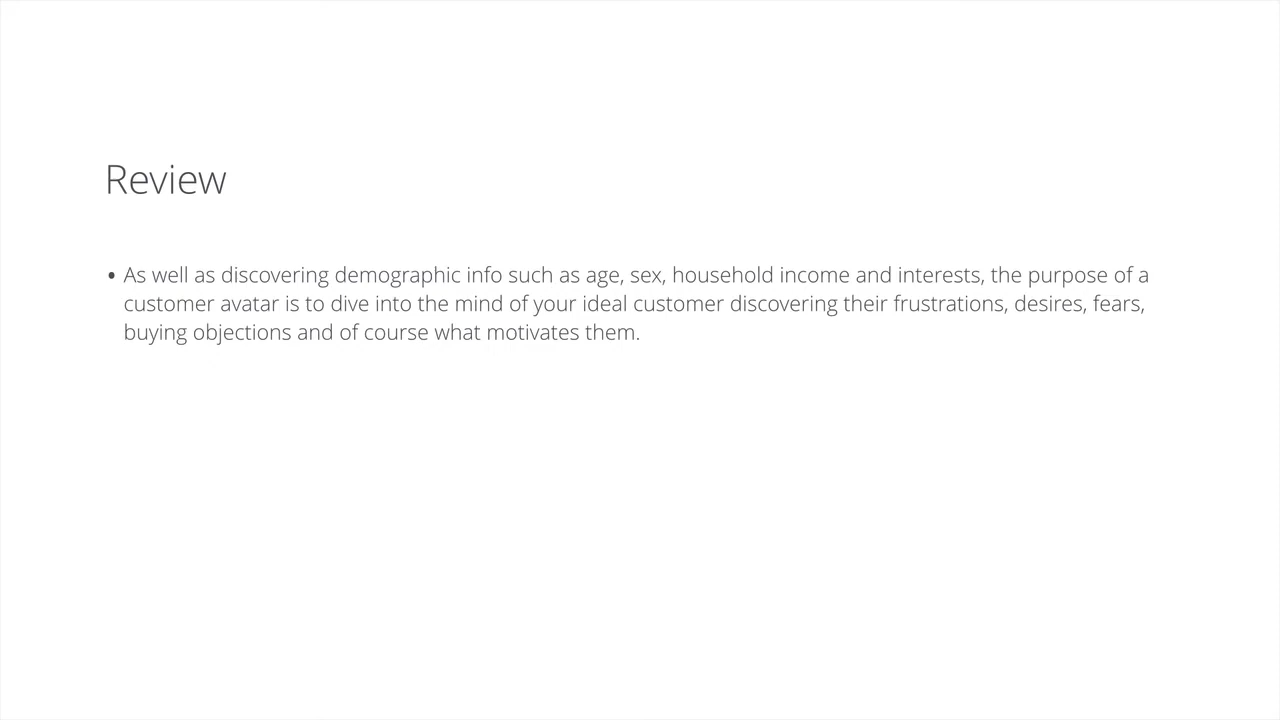 Review
• As well as discovering demographic info such as age, sex, household income and interests, the purpose of a
customer avatar is to dive into the mind of your ideal customer discovering their frustrations, desires, fears,
buying objections and of course what motivates them.